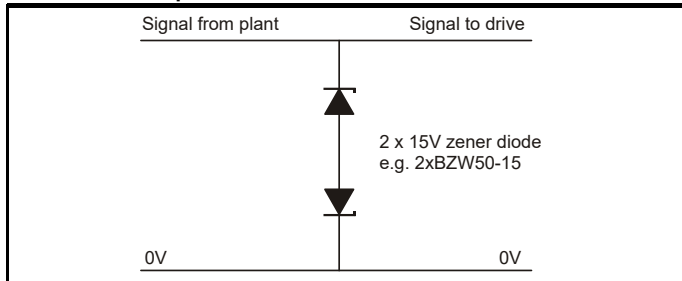 Signal from plant Signal to drive
2 x 15V zener diode
e.g. 2xBZW50-15
0V 0V